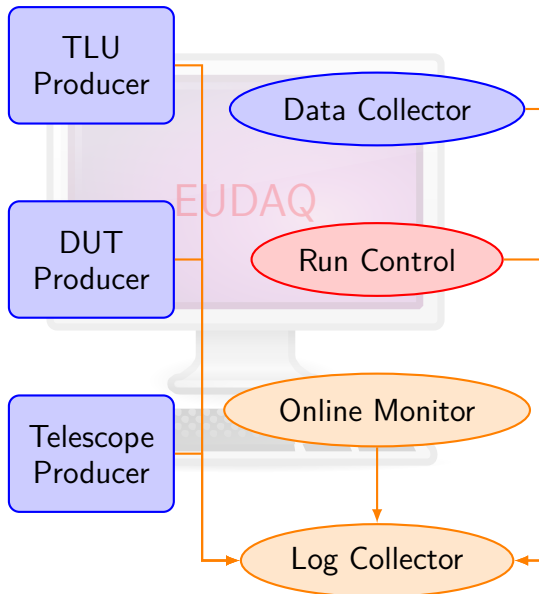 TLU
Producer
Data Collector
EUDAQ
DUT
Producer
Run Control
Telescope
Producer
Online Monitor
Log Collector